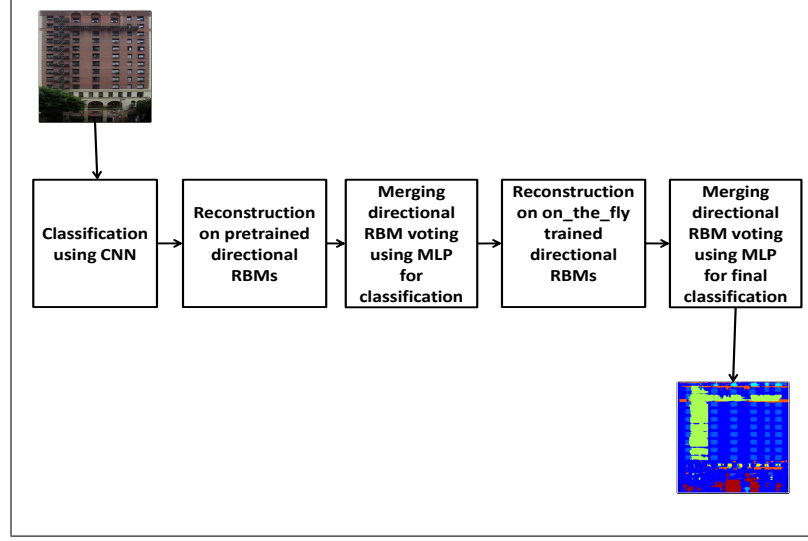 Classification
using CNN
Reconstruction
on pretrained
directional
RBMs
Merging
directional
RBM voting
using MLP
for
classification
Reconstruction
on on_the_fly
trained
directional
RBMs
Merging
directional
RBM voting
using MLP
for final
classification